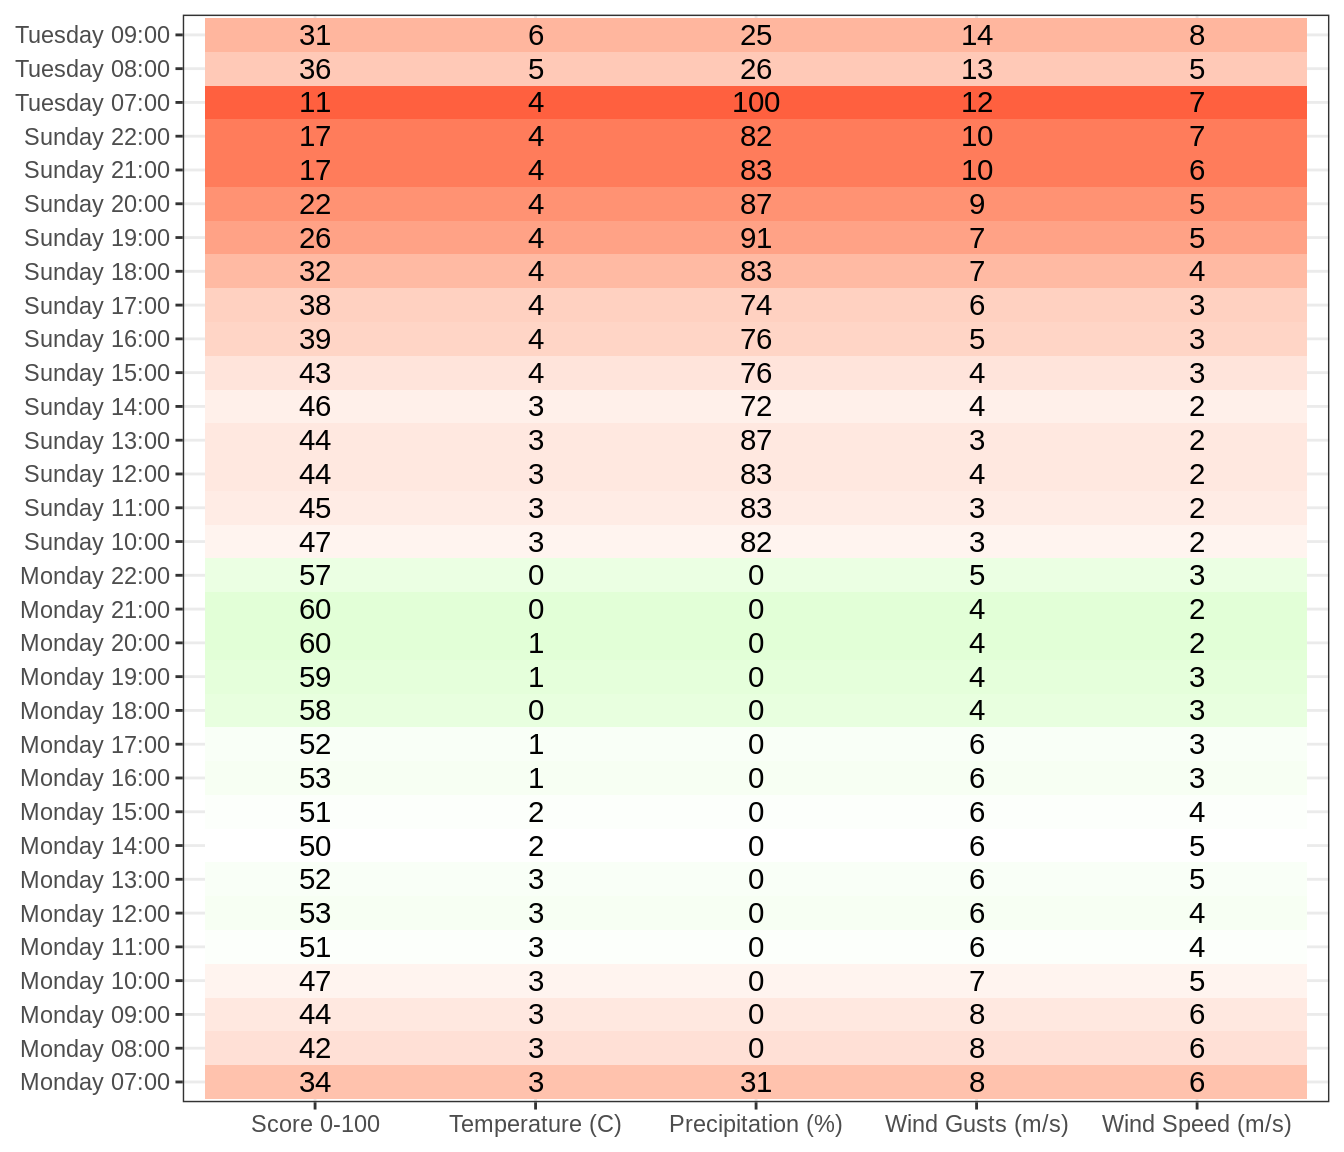 Tuesday 09:00 31 6 25 14 8
Tuesday 08:00 36 5 26 13 5
Tuesday 07:00 11 4 100 12 7
Sunday 22:00 17 4 82 10 7
Sunday 21:00 17 4 83 10 6
Sunday 20:00 22 4 87 9 5
Sunday 19:00 26 4 91 7 5
Sunday 18:00 32 4 83 7 4
Sunday 17:00 38 4 74 6 3
Sunday 16:00 39 4 76 5 3
Sunday 15:00 43 4 76 4 3
Sunday 14:00 46 3 72 4 2
Sunday 13:00 44 3 87 3 2
Sunday 12:00 44 3 83 4 2
Sunday 11:00 45 3 83 3 2
Sunday 10:00 47 3 82 3 2
Monday 22:00 57 0 0 5 3
Monday 21:00 60 0 0 4 2
Monday 20:00 60 1 0 4 2
Monday 19:00 59 1 0 4 3
Monday 18:00 58 0 0 4 3
Monday 17:00 52 1 0 6 3
Monday 16:00 53 1 0 6 3
Monday 15:00 51 2 0 6 4
Monday 14:00 50 2 0 6 5
Monday 13:00 52 3 0 6 5
Monday 12:00 53 3 0 6 4
Monday 11:00 51 3 0 6 4
Monday 10:00 47 3 0 7 5
Monday 09:00 44 3 0 8 6
Monday 08:00 42 3 0 8 6
Monday 07:00 34 3 31 8 6
Score 0-100 Temperature (C) Precipitation (%) Wind Gusts (m/s) Wind Speed (m/s)